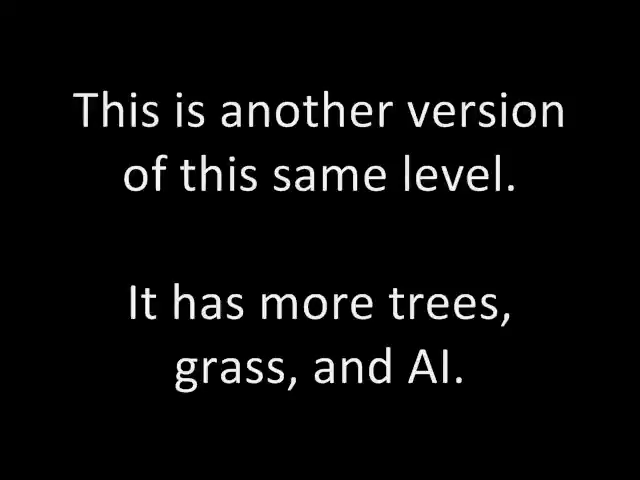 This is another version
of this same level.
It has more trees,
grass, and AI.